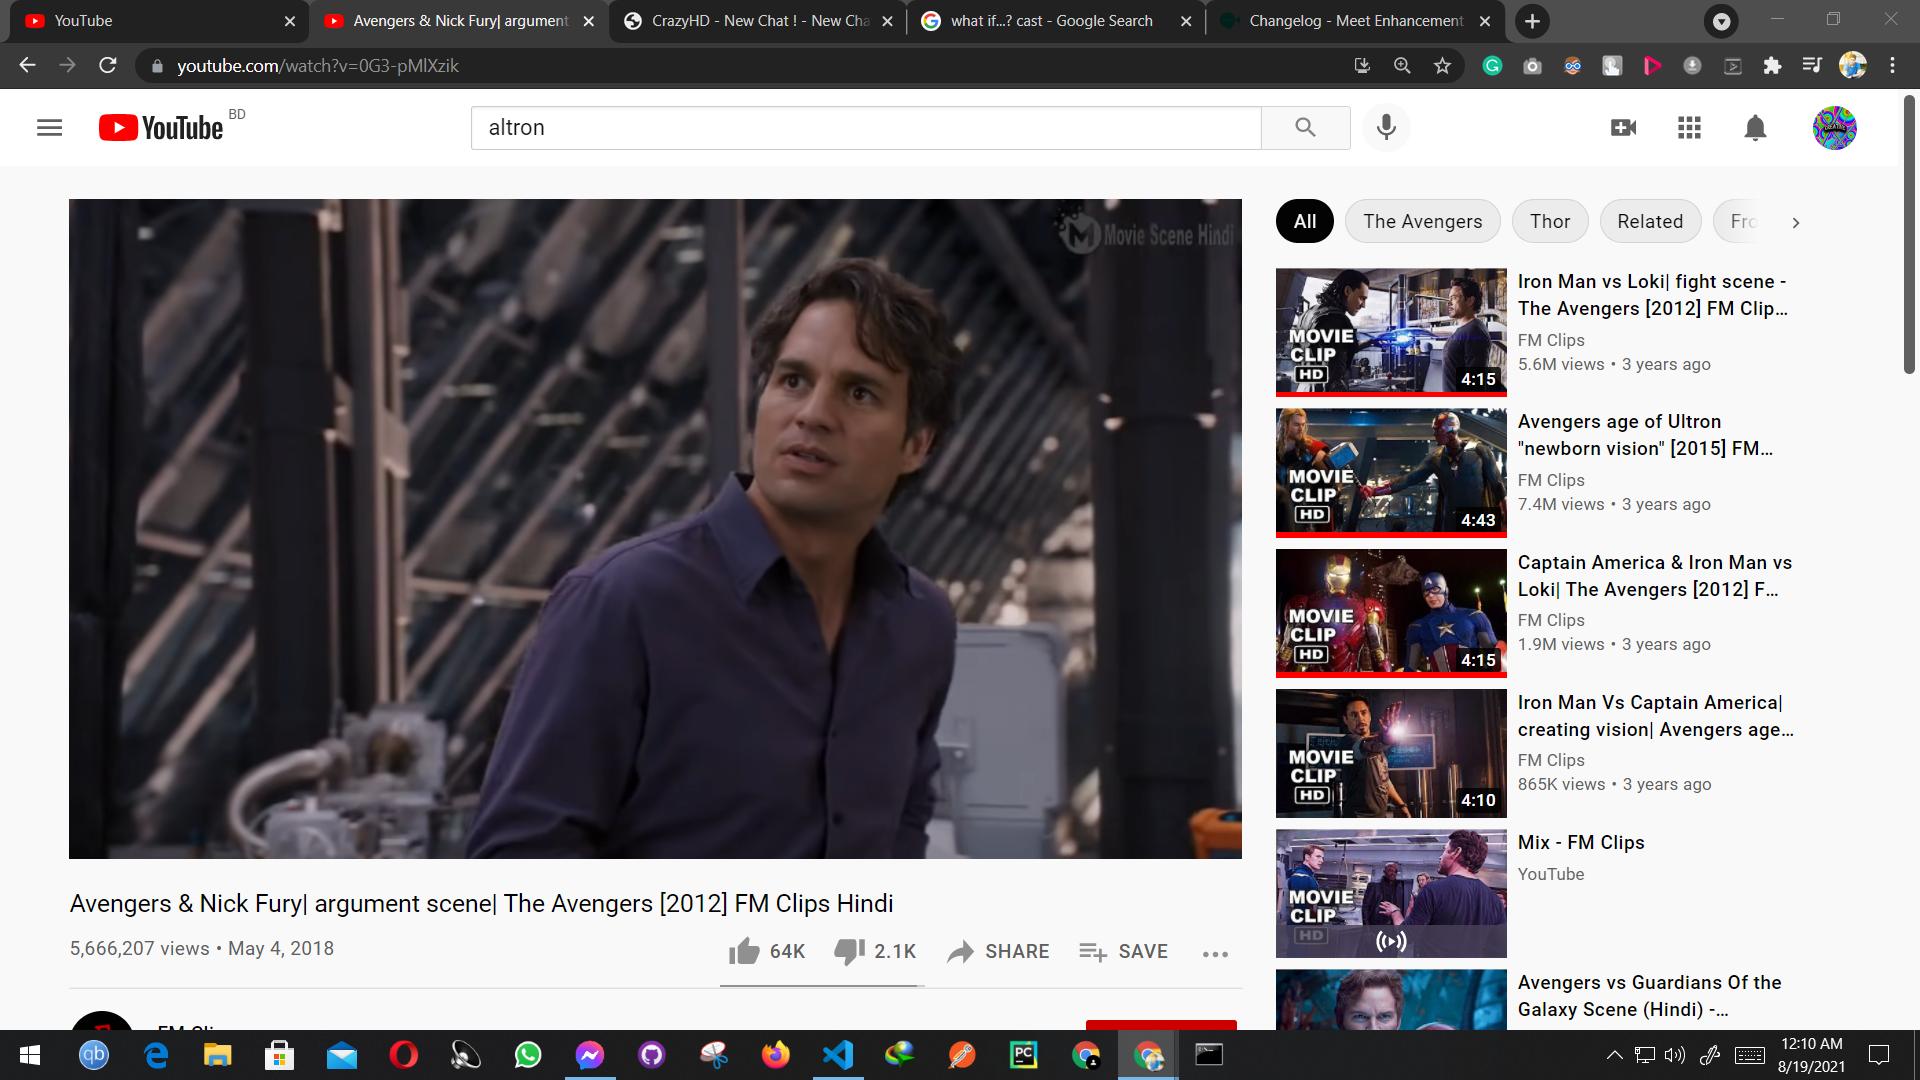 YouTube
Avengers & Nick Fury| argument
CrazyHD - New Chat ! - New Cha
what if...? cast - Google Search
Changelog - Meet Enhancement
youtube.com/watch?v=0G3-pMlXzik
YouTube BD
altron
Movie Scene Hindi
All
The Avengers
Thor
Related
Fro
Iron Man vs Loki| fight scene -
The Avengers [2012] FM Clip...
FM Clips
5.6M views • 3 years ago
MOVIE
CLIP
HD
4:15
Avengers age of Ultron
"newborn vision" [2015] FM...
FM Clips
7.4M views • 3 years ago
MOVIE
CLIP
HD
4:43
Captain America & Iron Man vs
Loki| The Avengers [2012] F...
FM Clips
1.9M views • 3 years ago
MOVIE
CLIP
HD
4:15
Iron Man Vs Captain America|
creating vision| Avengers age...
FM Clips
865K views • 3 years ago
MOVIE
CLIP
HD
4:10
Mix - FM Clips
YouTube
MOVIE
CLIP
HD
Avengers vs Guardians Of the
Galaxy Scene (Hindi) -...
Avengers & Nick Fury| argument scene| The Avengers [2012] FM Clips Hindi
5,666,207 views • May 4, 2018
64K
2.1K
SHARE
SAVE
qb
PC
12:10 AM
8/19/2021